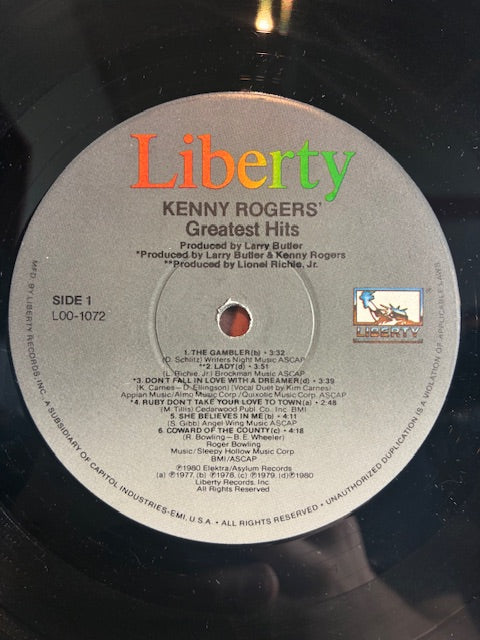 Liberty
KENNY ROGERS'
Greatest Hits
Produced by Larry Butler
*Produced by Larry Butler & Kenny Rogers
**Produced by Lionel Richie, Jr.
SIDE 1
LOO-1072
LIBERTY
1. THE GAMBLER(b) • 3:32
(D. Schlitz) Writers Night Music ASCAP
**2. LADY(d) • 3:51
(L. Richie, Jr.) Brockman Music ASCAP
*3. DON'T FALL IN LOVE WITH A DREAMER(d) • 3:39
(K. Carnes – D. Ellingson) (Vocal Duet by Kim Carnes)
Appian Music/Almo Music Corp./Quixotic Music Corp. ASCAP
4. RUBY DON'T TAKE YOUR LOVE TO TOWN(a) • 2:48
(M. Tillis) Cedarwood Publ. Co. Inc. BMI
5. SHE BELIEVES IN ME(b) • 4:11
(S. Gibb) Angel Wing Music ASCAP
6. COWARD OF THE COUNTY(c) • 4:18
(R. Bowling – B. E. Wheeler)
Roger Bowling
Music/Sleepy Hollow Music Corp
BMI/ASCAP
℗1980 Elektra/Asylum Records
(a) ℗1977. (b) ℗1978. (c) ℗1979. (d)℗1980
Liberty Records, Inc
All Rights Reserved
MFD. BY LIBERTY RECORDS, INC., A SUBSIDIARY OF CAPITOL INDUSTRIES-EMI, U.S.A. • ALL RIGHTS RESERVED • UNAUTHORIZED DUPLICATION IS A VIOLATION OF APPLICABLE LAWS